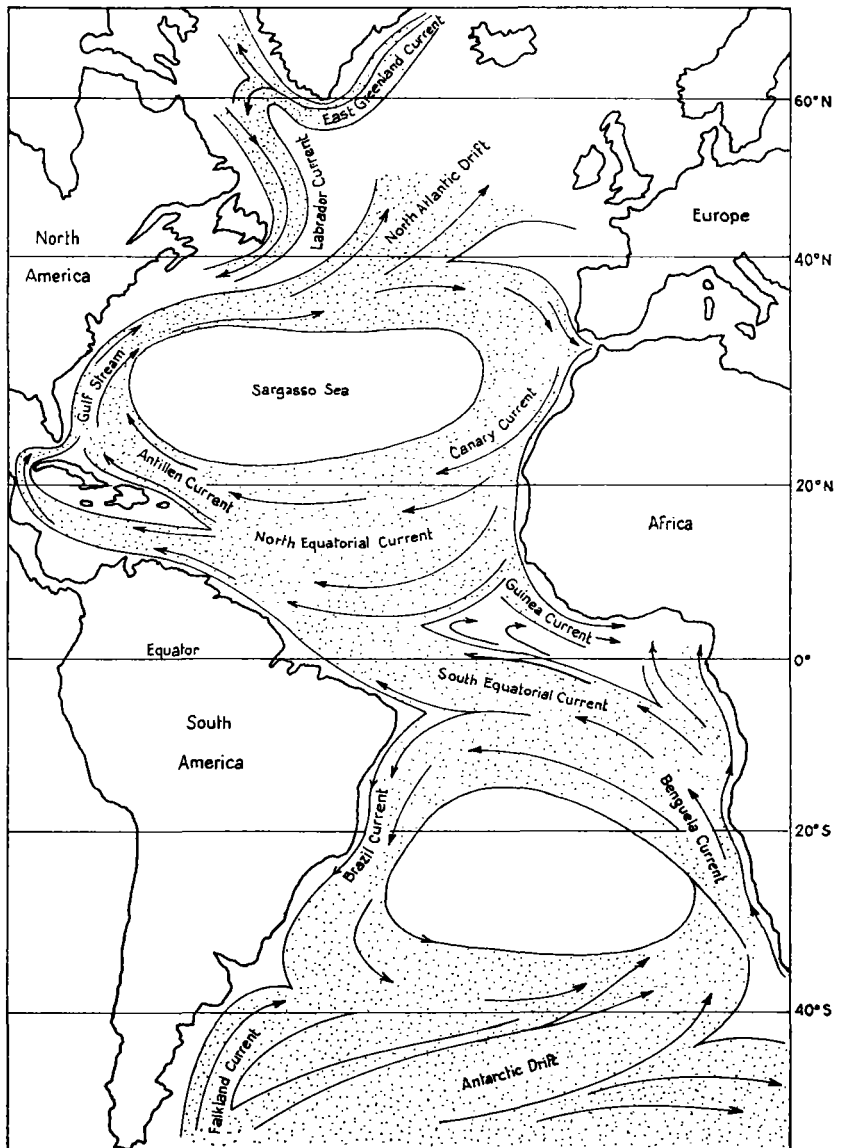 East Greenland Current
60°N
Labrador Current
North Atlantic Drift
Europe
North
America
40°N
Gulf Stream
Sargasso Sea
Canary Current
Antillen Current
20°N
North Equatorial Current
Africa
Guinea Current
Equator
0°
South Equatorial Current
South
America
Benguela Current
Brazil Current
20°S
40°S
Falkland Current
Antarctic Drift